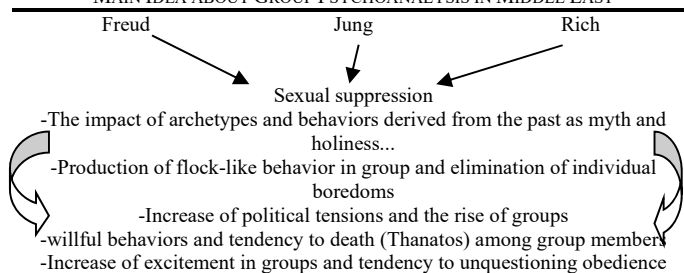 MAIN IDEA ABOUT GROUP PSYCHOANALYSIS IN MIDDLE EAST
Freud Jung Rich
Sexual suppression
-The impact of archetypes and behaviors derived from the past as myth and
holiness...
-Production of flock-like behavior in group and elimination of individual
boredoms
-Increase of political tensions and the rise of groups
-willful behaviors and tendency to death (Thanatos) among group members
-Increase of excitement in groups and tendency to unquestioning obedience